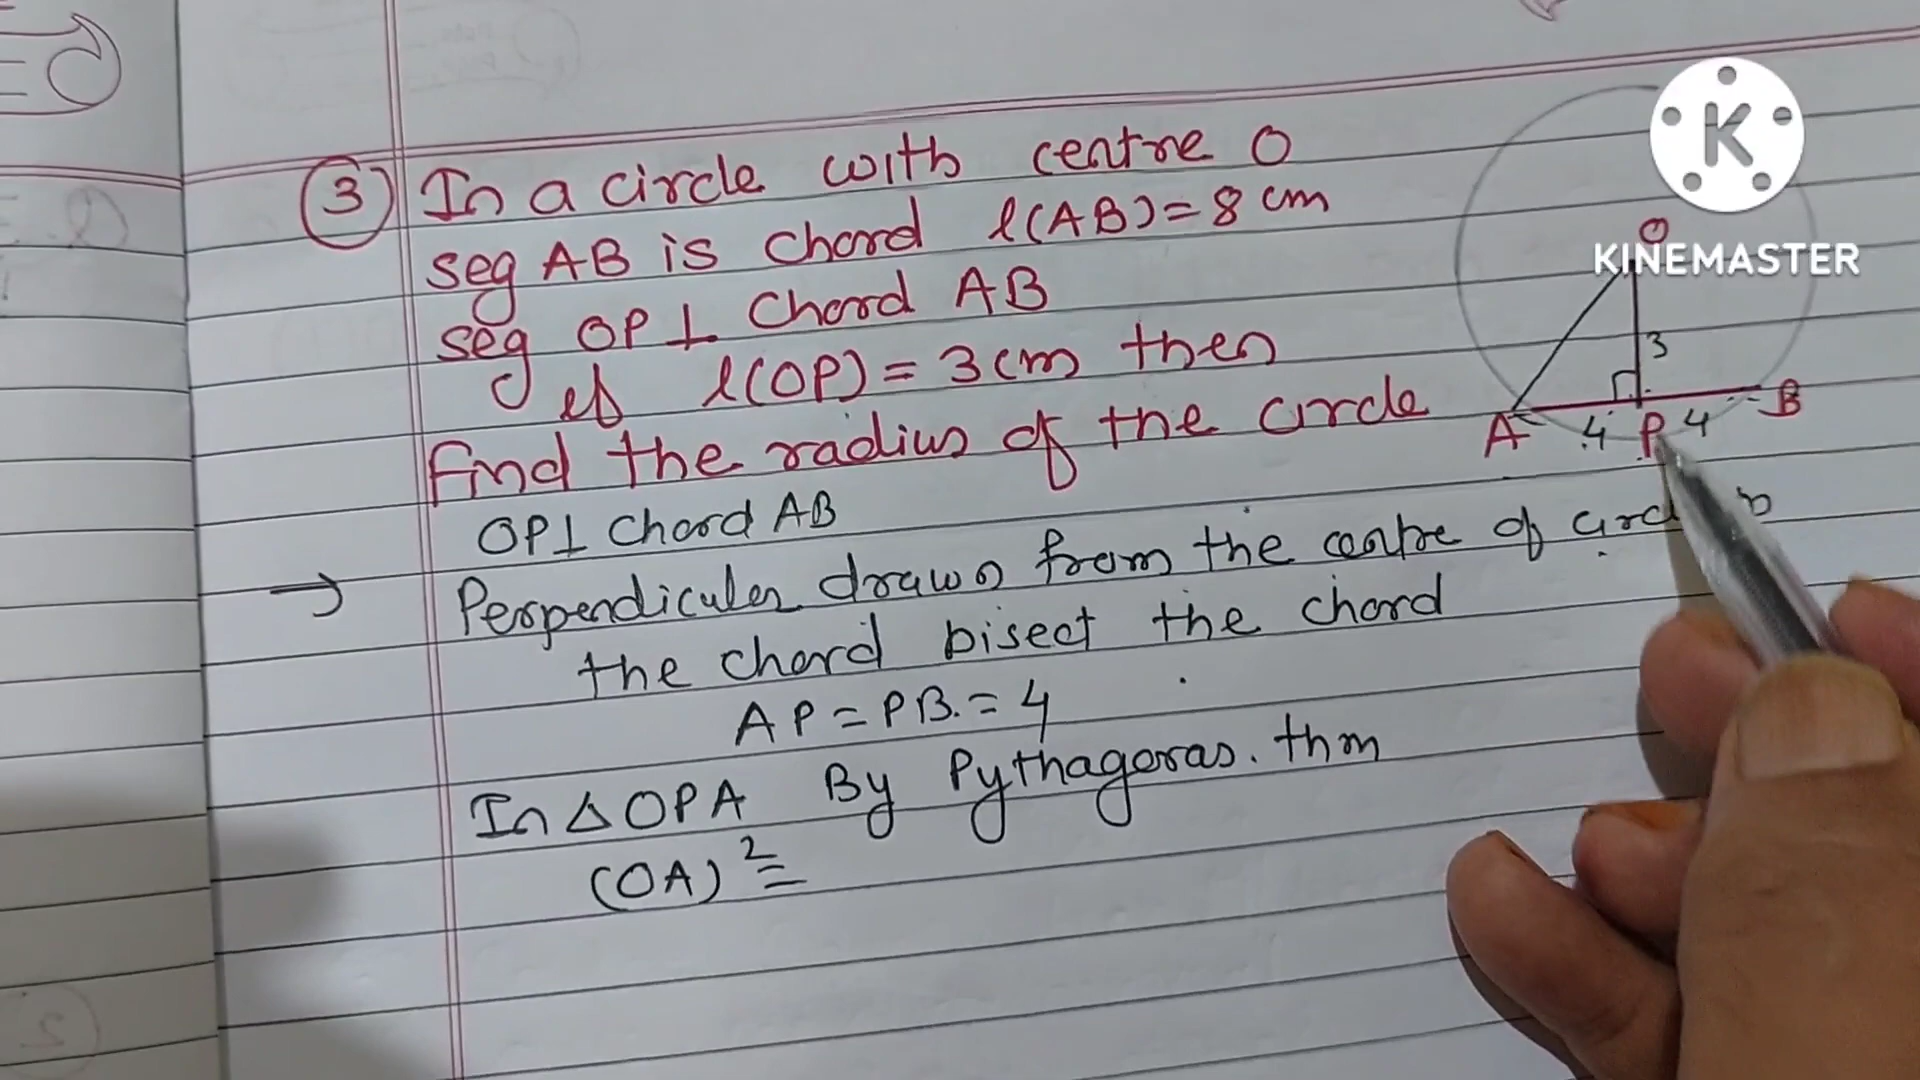 3 In a circle with centre O
seg AB is chord l(AB)=8 cm
seg OP⊥ chord AB
if l(OP) = 3cm then
find the radius of the circle
O
3
A 4 P 4 B
K
KINEMASTER
OP⊥ chord AB
→ Perpendicular drawn from the centre of circle
the chord bisect the chord
AP=PB.=4
In △OPA By Pythagoras. thm
(OA)²=